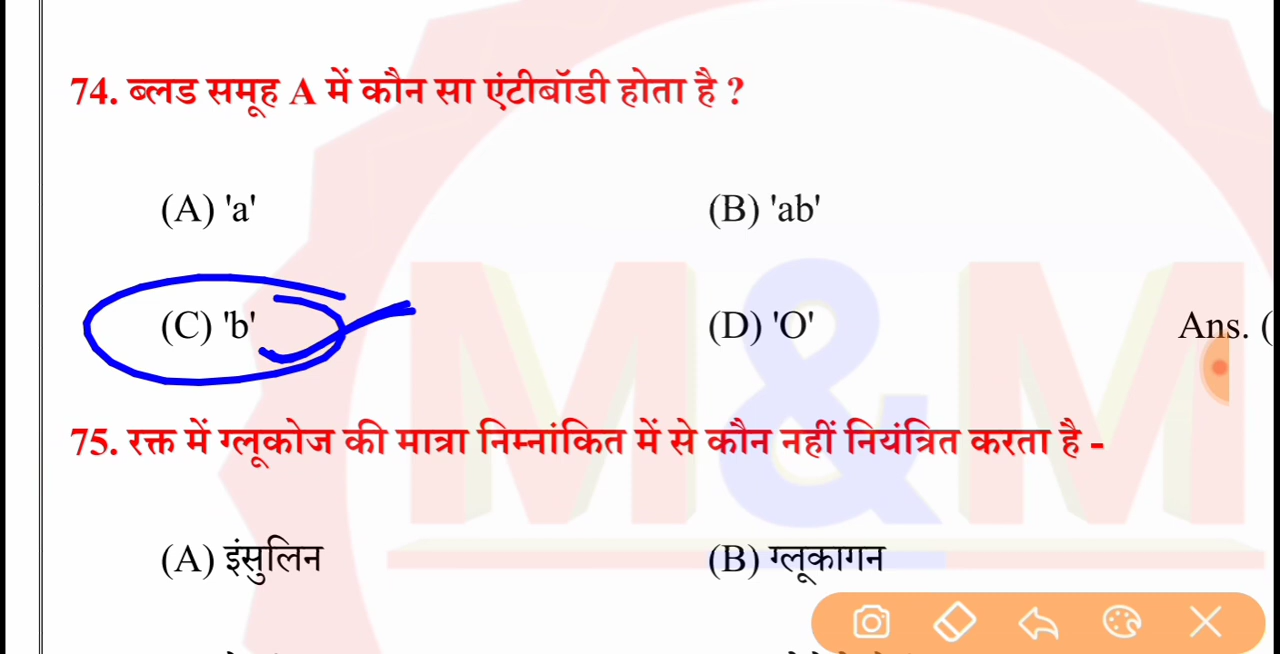 74. ब्लड समूह A में कौन सा एंटीबॉडी होता है ?
(A) 'a' (B) 'ab'
(C) 'b' (D) 'O' Ans. (
75. रक्त में ग्लूकोज की मात्रा निम्नांकित में से कौन नहीं नियंत्रित करता है -
(A) इंसुलिन (B) ग्लूकागन
M&M